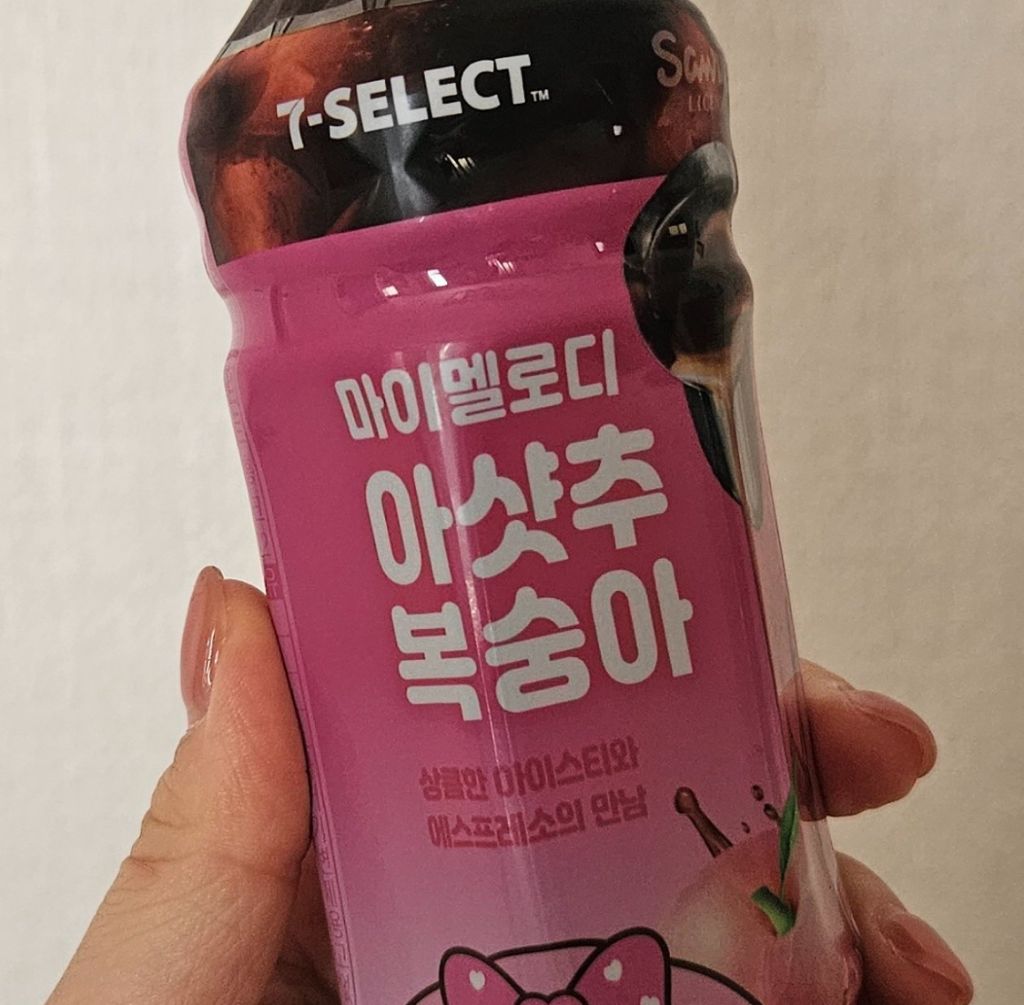 7-SELECT™
마이멜로디
아샷추
복숭아
상큼한 아이스티와
에스프레소의 만남